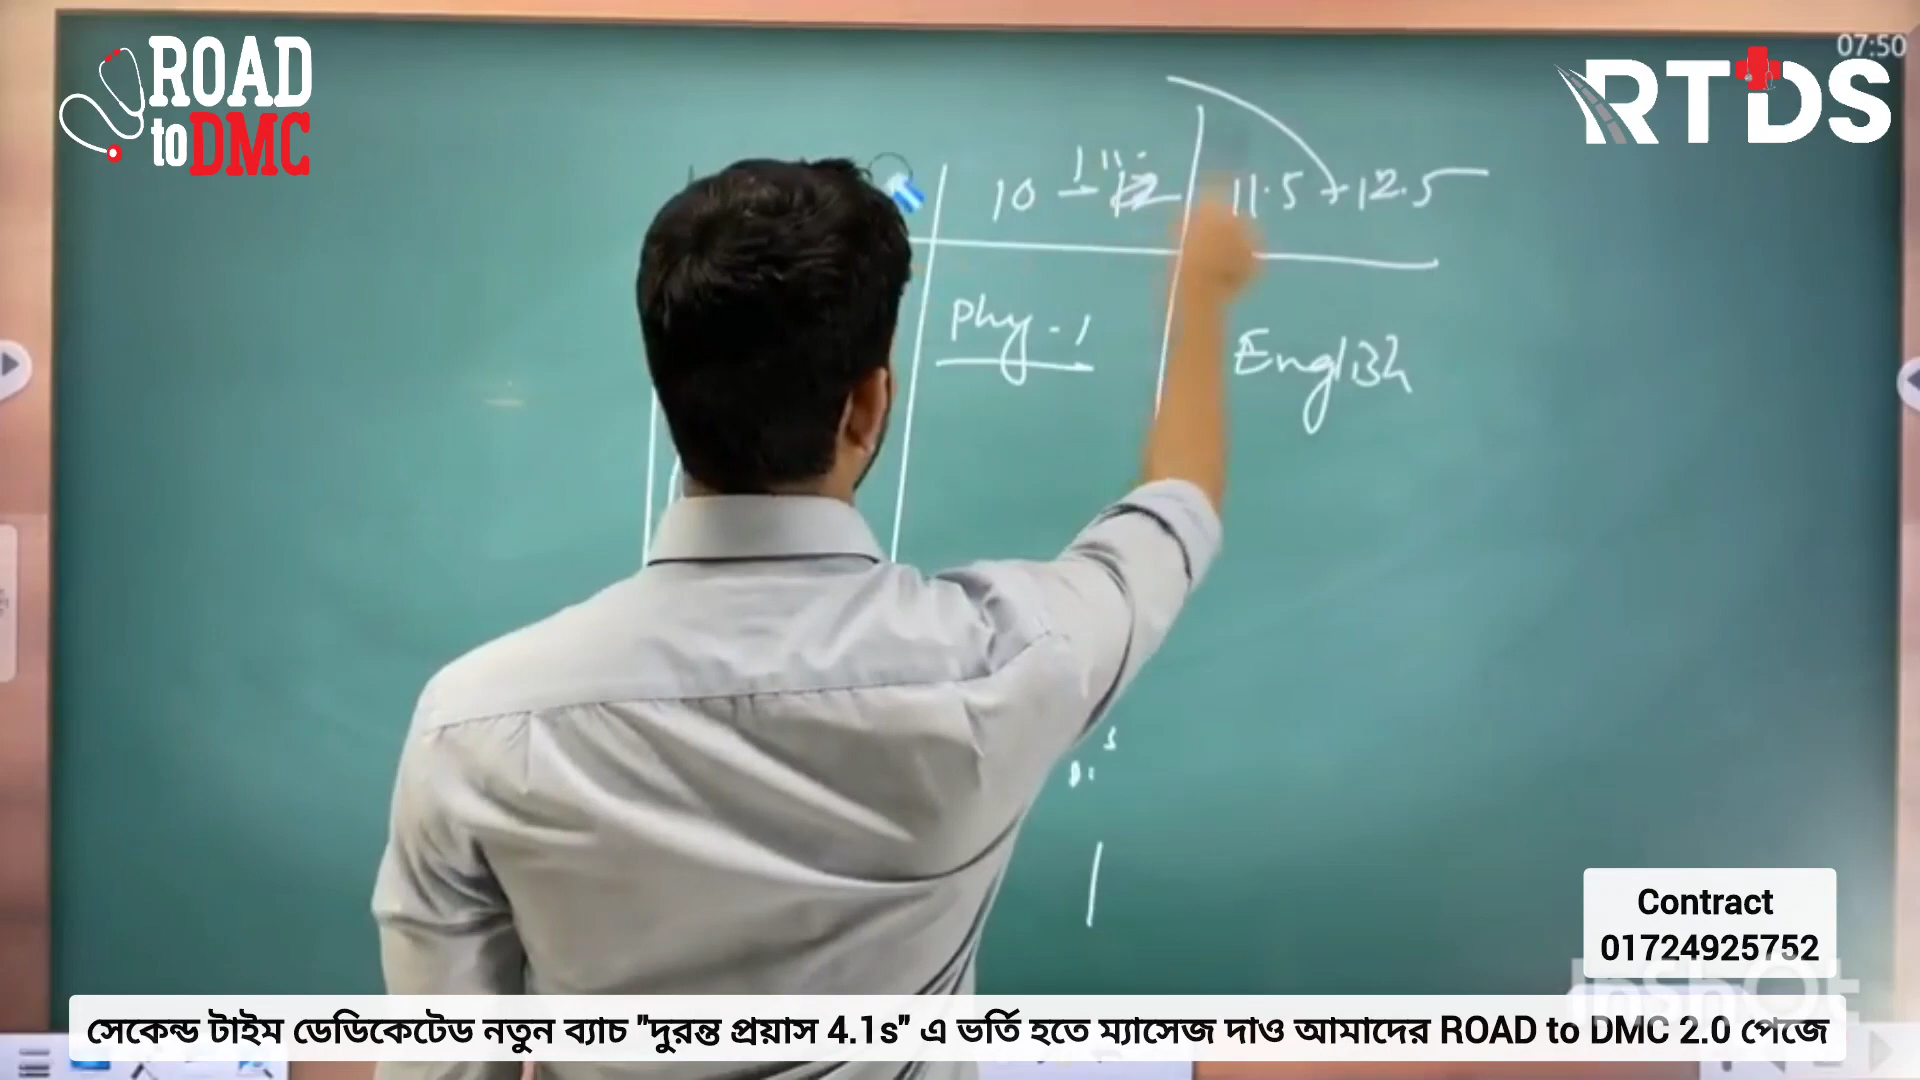 07:50
ROAD
to DMC
RTDS
10 → 11
11.5 → 12.5
Phy - 1
English
Contract
01724925752
InShOt
সেকেন্ড টাইম ডেডিকেটেড নতুন ব্যাচ "দুরন্ত প্রয়াস 4.1s" এ ভর্তি হতে ম্যাসেজ দাও আমাদের ROAD to DMC 2.0 পেজে